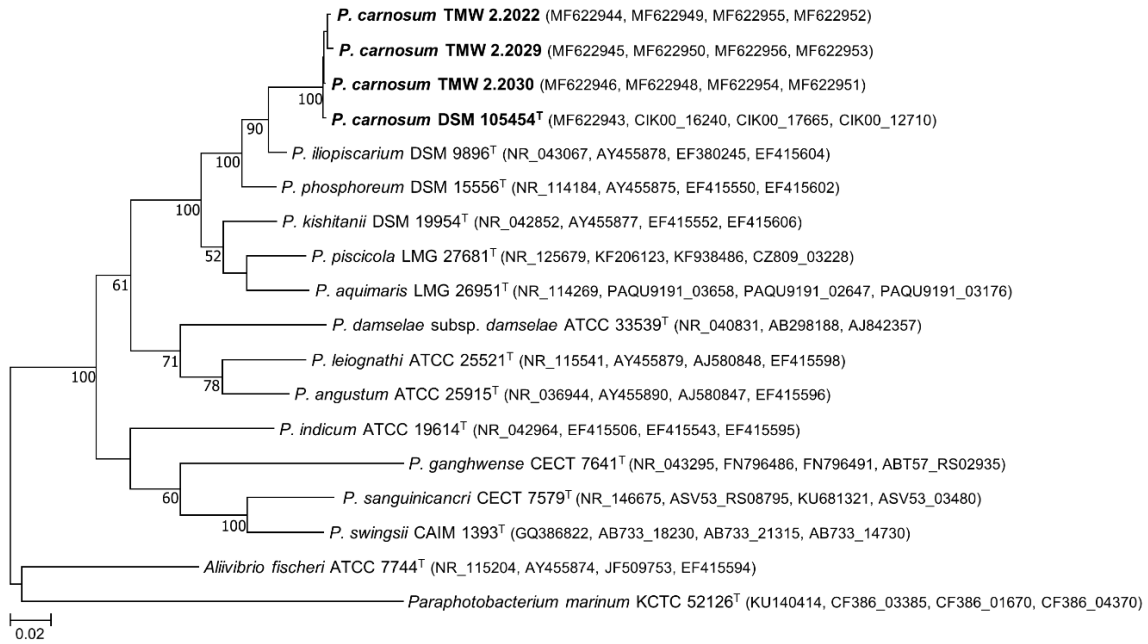 P. carnosum TMW 2.2022 (MF622944, MF622949, MF622955, MF622952)
P. carnosum TMW 2.2029 (MF622945, MF622950, MF622956, MF622953)
P. carnosum TMW 2.2030 (MF622946, MF622948, MF622954, MF622951)
100
P. carnosum DSM 105454T (MF622943, CIK00_16240, CIK00_17665, CIK00_12710)
90
P. iliopiscarium DSM 9896T (NR_043067, AY455878, EF380245, EF415604)
100
P. phosphoreum DSM 15556T (NR_114184, AY455875, EF415550, EF415602)
100
P. kishitanii DSM 19954T (NR_042852, AY455877, EF415552, EF415606)
52
P. piscicola LMG 27681T (NR_125679, KF206123, KF938486, CZ809_03228)
61
P. aquimaris LMG 26951T (NR_114269, PAQU9191_03658, PAQU9191_02647, PAQU9191_03176)
P. damselae subsp. damselae ATCC 33539T (NR_040831, AB298188, AJ842357)
71
P. leiognathi ATCC 25521T (NR_115541, AY455879, AJ580848, EF415598)
100
78
P. angustum ATCC 25915T (NR_036944, AY455890, AJ580847, EF415596)
P. indicum ATCC 19614T (NR_042964, EF415506, EF415543, EF415595)
P. ganghwense CECT 7641T (NR_043295, FN796486, FN796491, ABT57_RS02935)
60
P. sanguinicancri CECT 7579T (NR_146675, ASV53_RS08795, KU681321, ASV53_03480)
100
P. swingsii CAIM 1393T (GQ386822, AB733_18230, AB733_21315, AB733_14730)
Aliivibrio fischeri ATCC 7744T (NR_115204, AY455874, JF509753, EF415594)
Paraphotobacterium marinum KCTC 52126T (KU140414, CF386_03385, CF386_01670, CF386_04370)
0.02